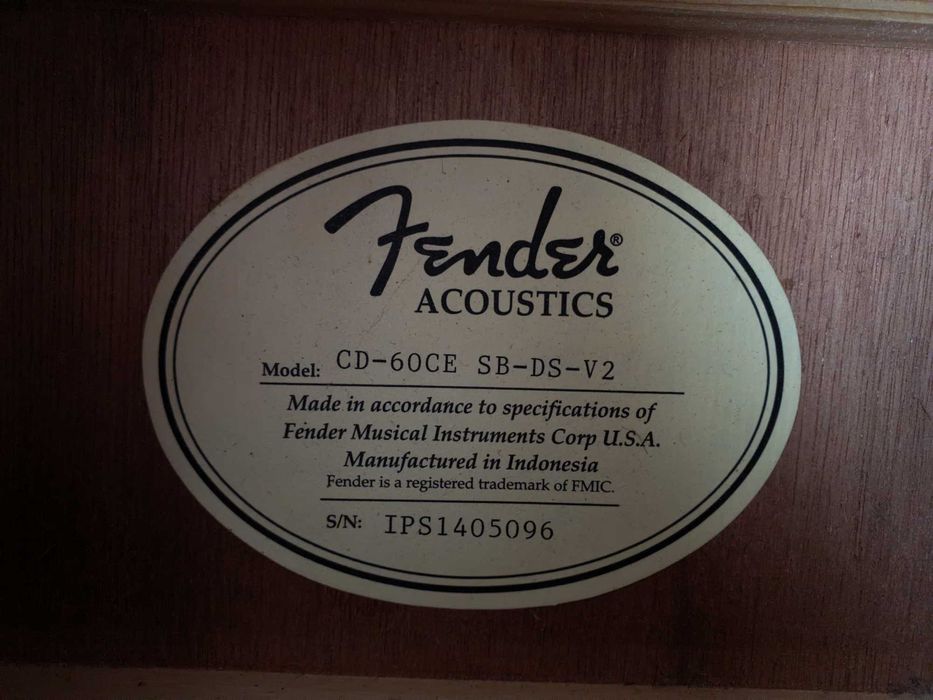 Fender®
ACOUSTICS
Model: CD-60CE SB-DS-V2
Made in accordance to specifications of
Fender Musical Instruments Corp U.S.A.
Manufactured in Indonesia
Fender is a registered trademark of FMIC.
S/N: IPS1405096